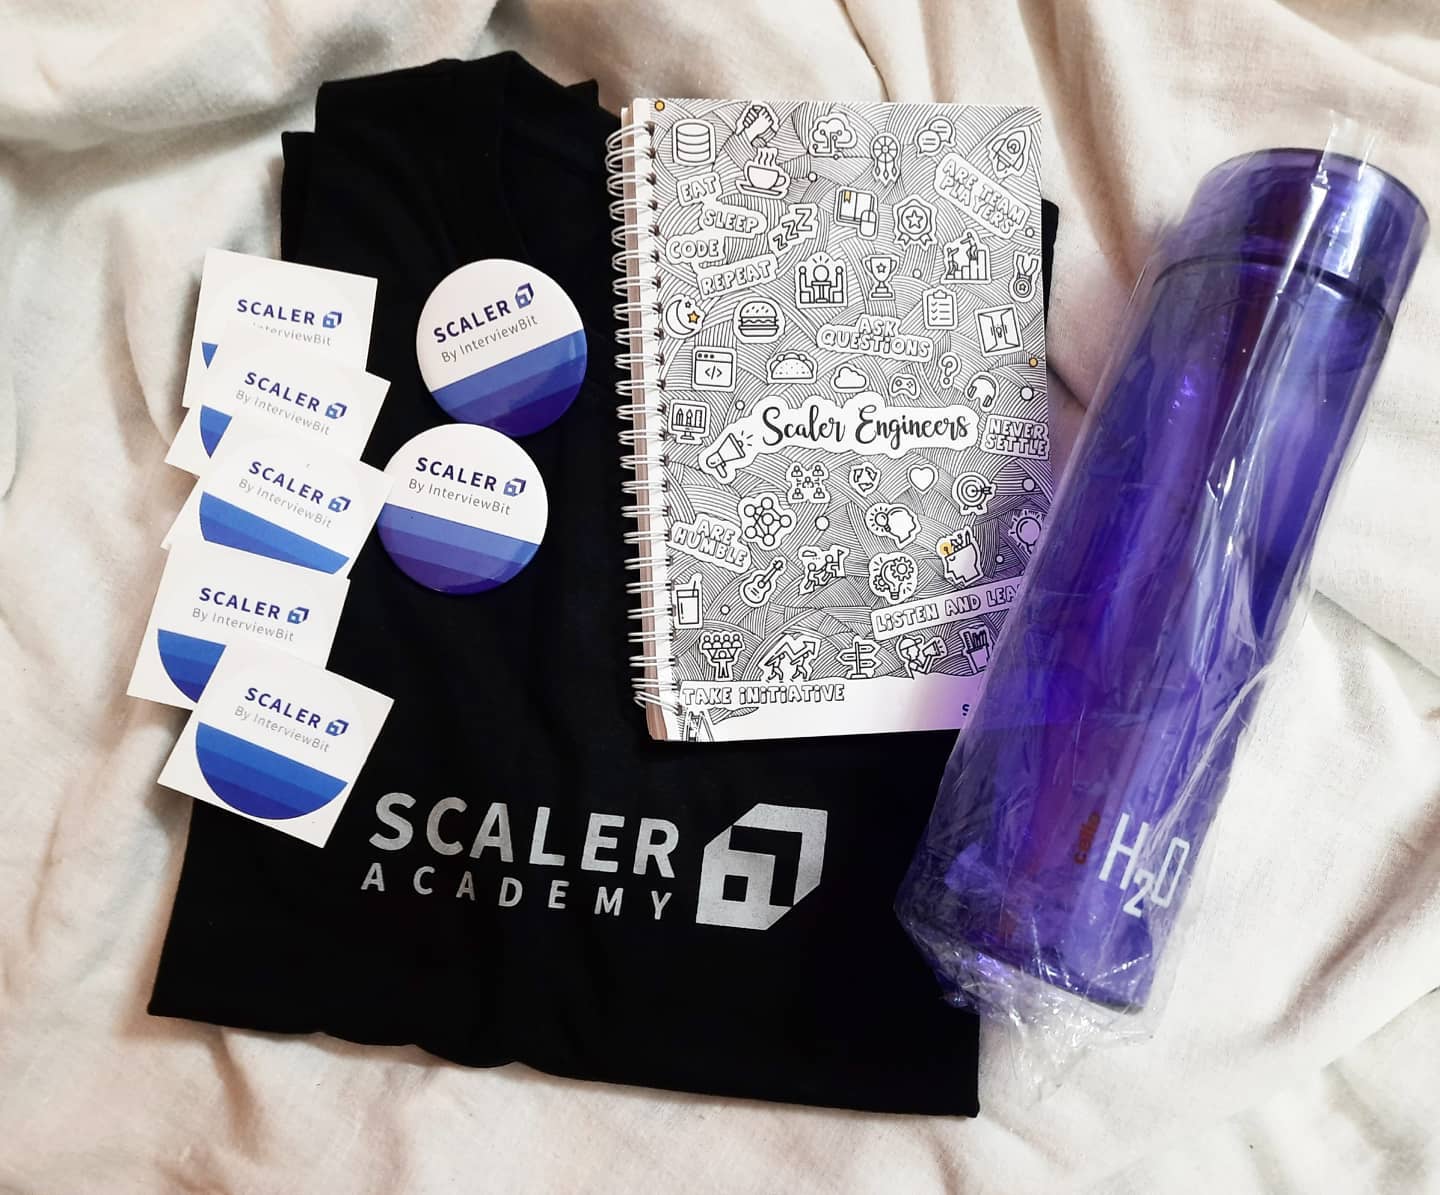 SCALER
InterviewBit
SCALER
By InterviewBit
SCALER
By InterviewBit
SCALER
By InterviewBit
SCALER
By InterviewBit
SCALER
By InterviewBit
SCALER
By InterviewBit
SCALER
ACADEMY
EAT
SLEEP
CODE
REPEAT
ZZZ
ARE TEAM
PLAYERS
ASK
QUESTIONS
Scaler Engineers
NEVER
SETTLE
ARE
HUMBLE
LISTEN AND
TAKE INITIATIVE
cello
H2O